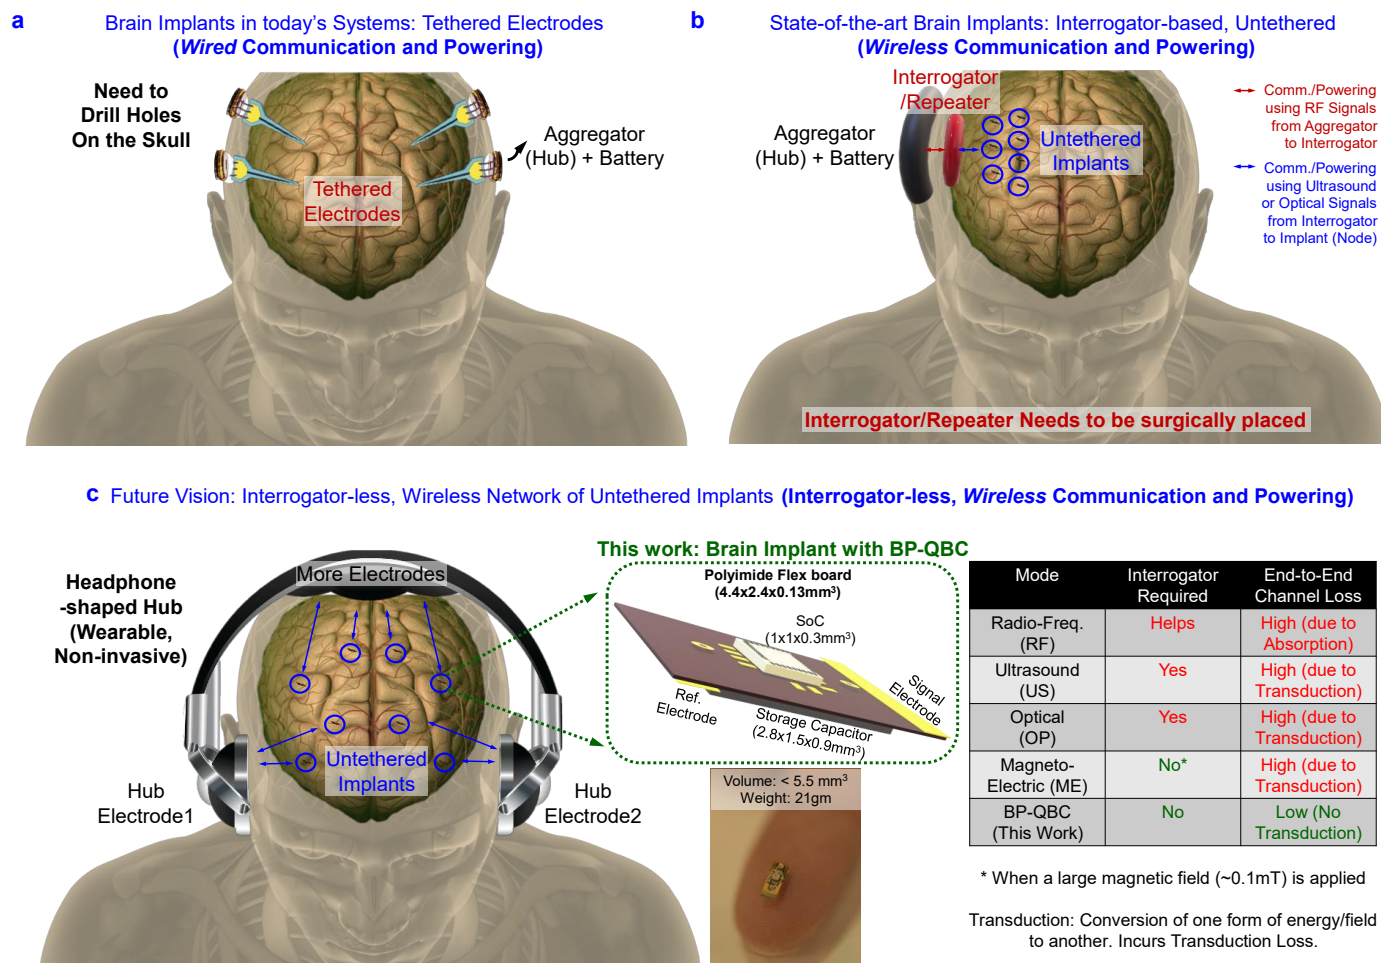 a
Brain Implants in today's Systems: Tethered Electrodes
(Wired Communication and Powering)
Need to
Drill Holes
On the Skull
Tethered
Electrodes
Aggregator
(Hub) + Battery
b
State-of-the-art Brain Implants: Interrogator-based, Untethered
(Wireless Communication and Powering)
Interrogator
/Repeater
Aggregator
(Hub) + Battery
Untethered
Implants
Comm./Powering
using RF Signals
from Aggregator
to Interrogator
Comm./Powering
using Ultrasound
or Optical Signals
from Interrogator
to Implant (Node)
Interrogator/Repeater Needs to be surgically placed
c Future Vision: Interrogator-less, Wireless Network of Untethered Implants (Interrogator-less, Wireless Communication and Powering)
Headphone
-shaped Hub
(Wearable,
Non-invasive)
More Electrodes
Untethered
Implants
Hub
Electrode1
Hub
Electrode2
This work: Brain Implant with BP-QBC
Polyimide Flex board
(4.4x2.4x0.13mm³)
SoC
(1x1x0.3mm³)
Ref.
Electrode
Signal
Electrode
Storage Capacitor
(2.8x1.5x0.9mm³)
Volume: < 5.5 mm³
Weight: 21gm
Mode Interrogator Required End-to-End Channel Loss
Radio-Freq. (RF) Helps High (due to Absorption)
Ultrasound (US) Yes High (due to Transduction)
Optical (OP) Yes High (due to Transduction)
Magneto-Electric (ME) No* High (due to Transduction)
BP-QBC (This Work) No Low (No Transduction)
* When a large magnetic field (~0.1mT) is applied
Transduction: Conversion of one form of energy/field
to another. Incurs Transduction Loss.